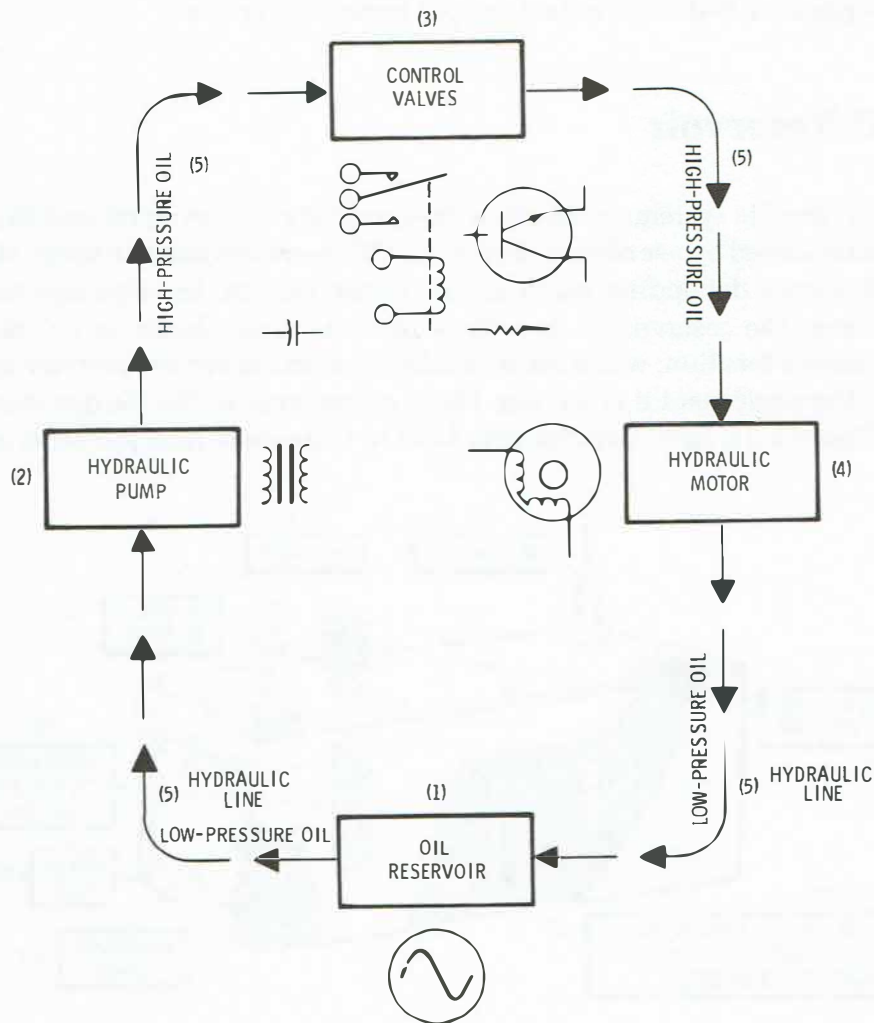 (3)
CONTROL
VALVES
HIGH-PRESSURE OIL
(5)
HIGH-PRESSURE OIL
(5)
(2)
HYDRAULIC
PUMP
HYDRAULIC
MOTOR
(4)
LOW-PRESSURE OIL
(5)
HYDRAULIC
LINE
(5)
HYDRAULIC
LINE
LOW-PRESSURE OIL
(1)
OIL
RESERVOIR